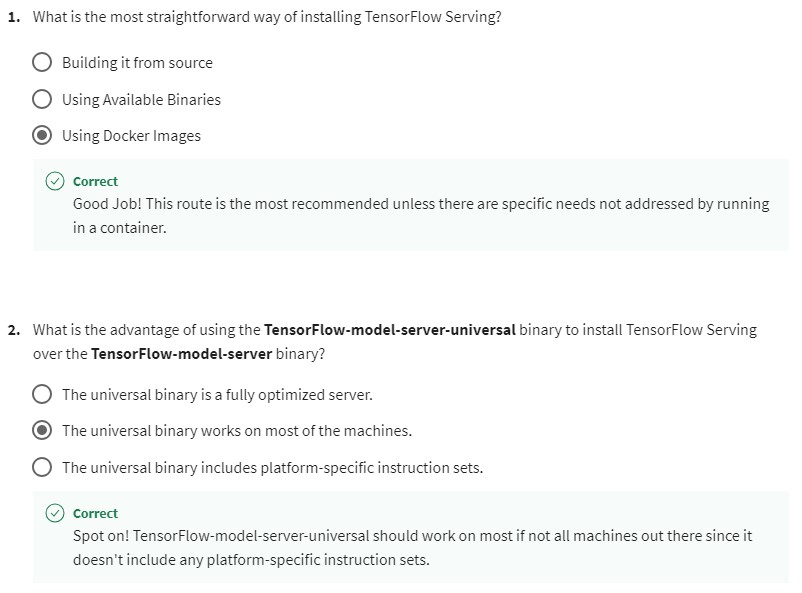 1. What is the most straightforward way of installing TensorFlow Serving?
Building it from source
Using Available Binaries
Using Docker Images
Correct
Good Job! This route is the most recommended unless there are specific needs not addressed by running
in a container.
2. What is the advantage of using the TensorFlow-model-server-universal binary to install TensorFlow Serving
over the TensorFlow-model-server binary?
The universal binary is a fully optimized server.
The universal binary works on most of the machines.
The universal binary includes platform-specific instruction sets.
Correct
Spot on! TensorFlow-model-server-universal should work on most if not all machines out there since it
doesn't include any platform-specific instruction sets.